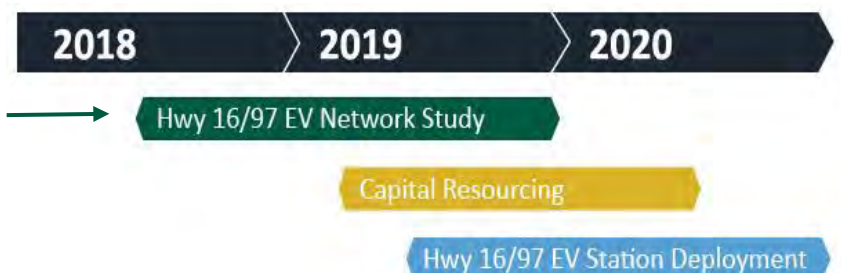 2018 2019 2020
Hwy 16/97 EV Network Study
Capital Resourcing
Hwy 16/97 EV Station Deployment